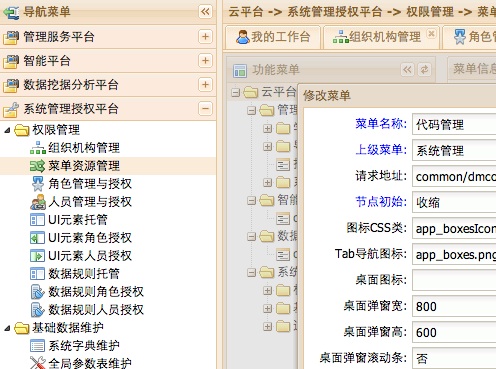 导航菜单
管理服务平台
智能平台
数据挖据分析平台
系统管理授权平台
权限管理
组织机构管理
菜单资源管理
角色管理与授权
人员管理与授权
UI元素托管
UI元素角色授权
UI元素人员授权
数据规则托管
数据规则角色授权
数据规则人员授权
基础数据维护
系统字典维护
全局参数表维护
云平台 -> 系统管理授权平台 -> 权限管理 -> 菜单
我的工作台
组织机构管理
角色管
功能菜单
菜单信息
云平台
管理
智能
数据
系统
修改菜单
菜单名称: 代码管理
上级菜单: 系统管理
请求地址: common/dmco
节点初始: 收缩
图标CSS类: app_boxesIcon
Tab导航图标: app_boxes.png
桌面图标:
桌面弹窗宽: 800
桌面弹窗高: 600
桌面弹窗滚动条: 否